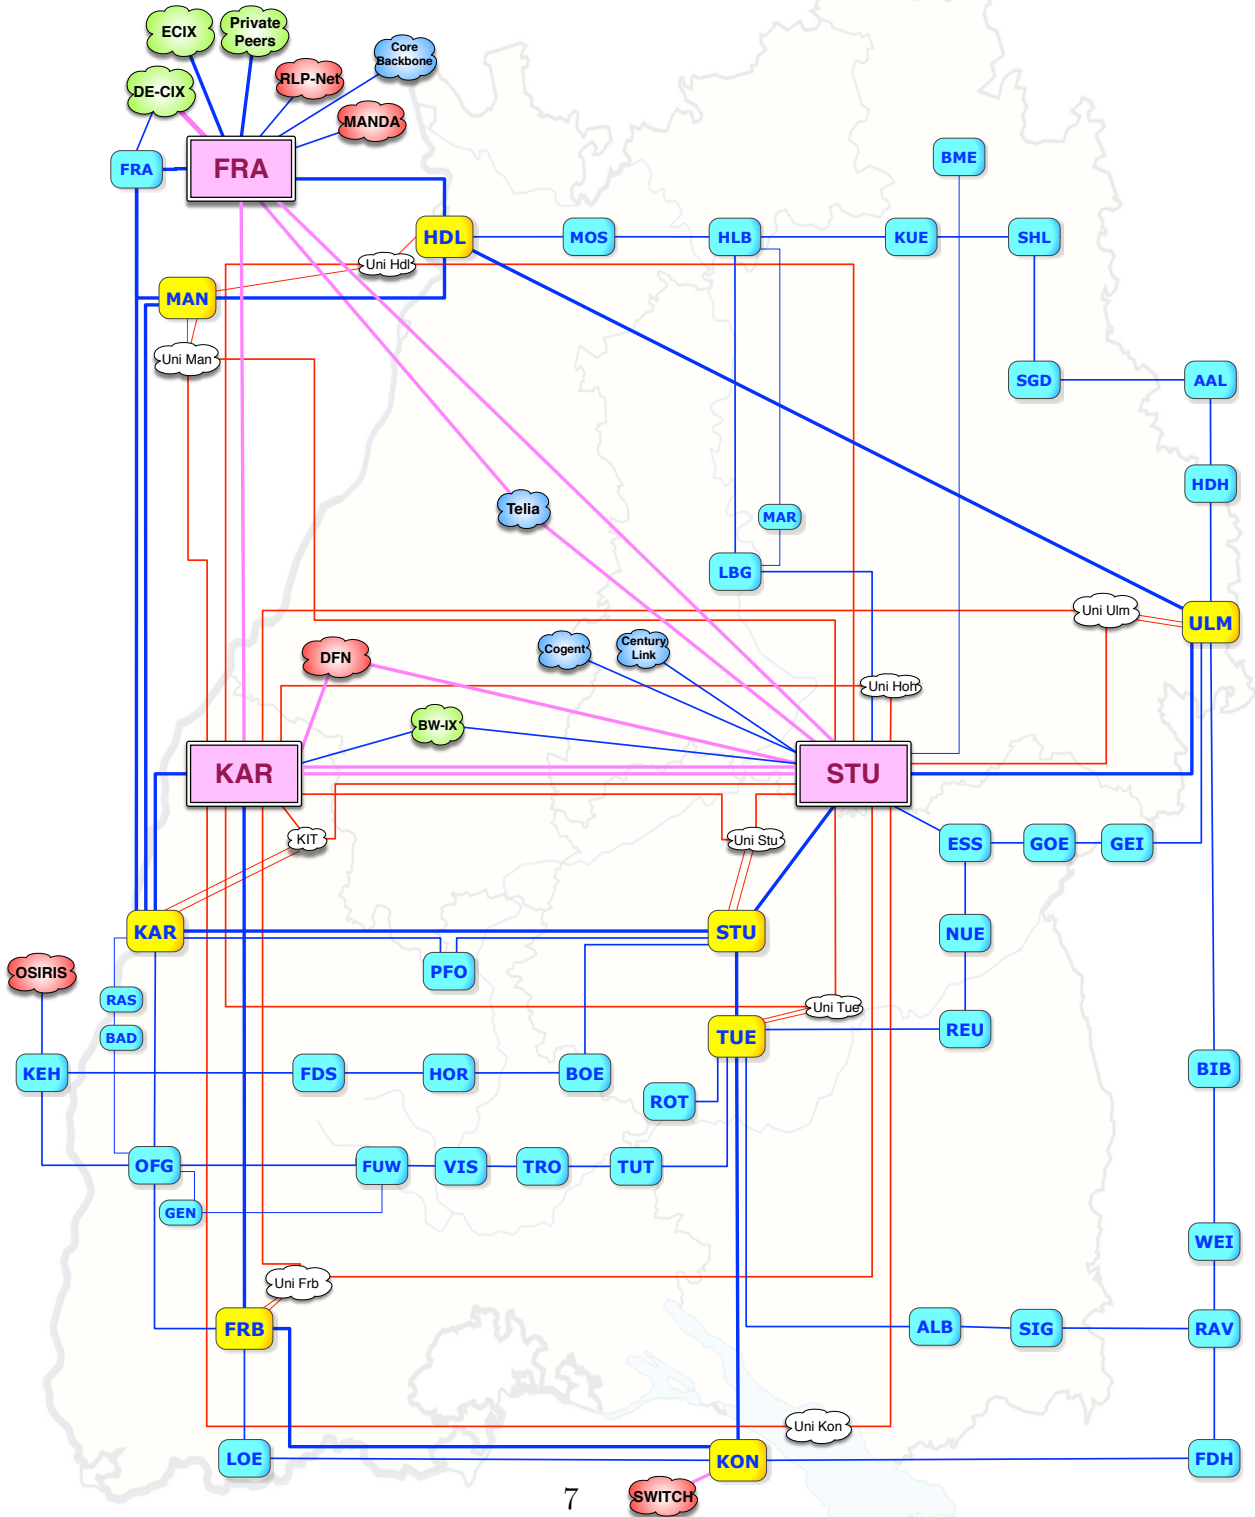 ECIX
Private
Peers
Core
Backbone
RLP-Net
DE-CIX
MANDA
FRA
FRA
BME
HDL
MOS
HLB
KUE
SHL
Uni Hdl
MAN
Uni Man
SGD
AAL
HDH
Telia
MAR
LBG
Uni Ulm
ULM
DFN
Cogent
Century
Link
Uni Hoh
BW-IX
KAR
STU
KIT
Uni Stu
ESS
GOE
GEI
KAR
STU
NUE
OSIRIS
PFO
RAS
Uni Tue
BAD
TUE
REU
KEH
FDS
HOR
BOE
BIB
ROT
OFG
FUW
VIS
TRO
TUT
GEN
WEI
Uni Frb
FRB
ALB
SIG
RAV
Uni Kon
LOE
KON
FDH
SWITCH
7